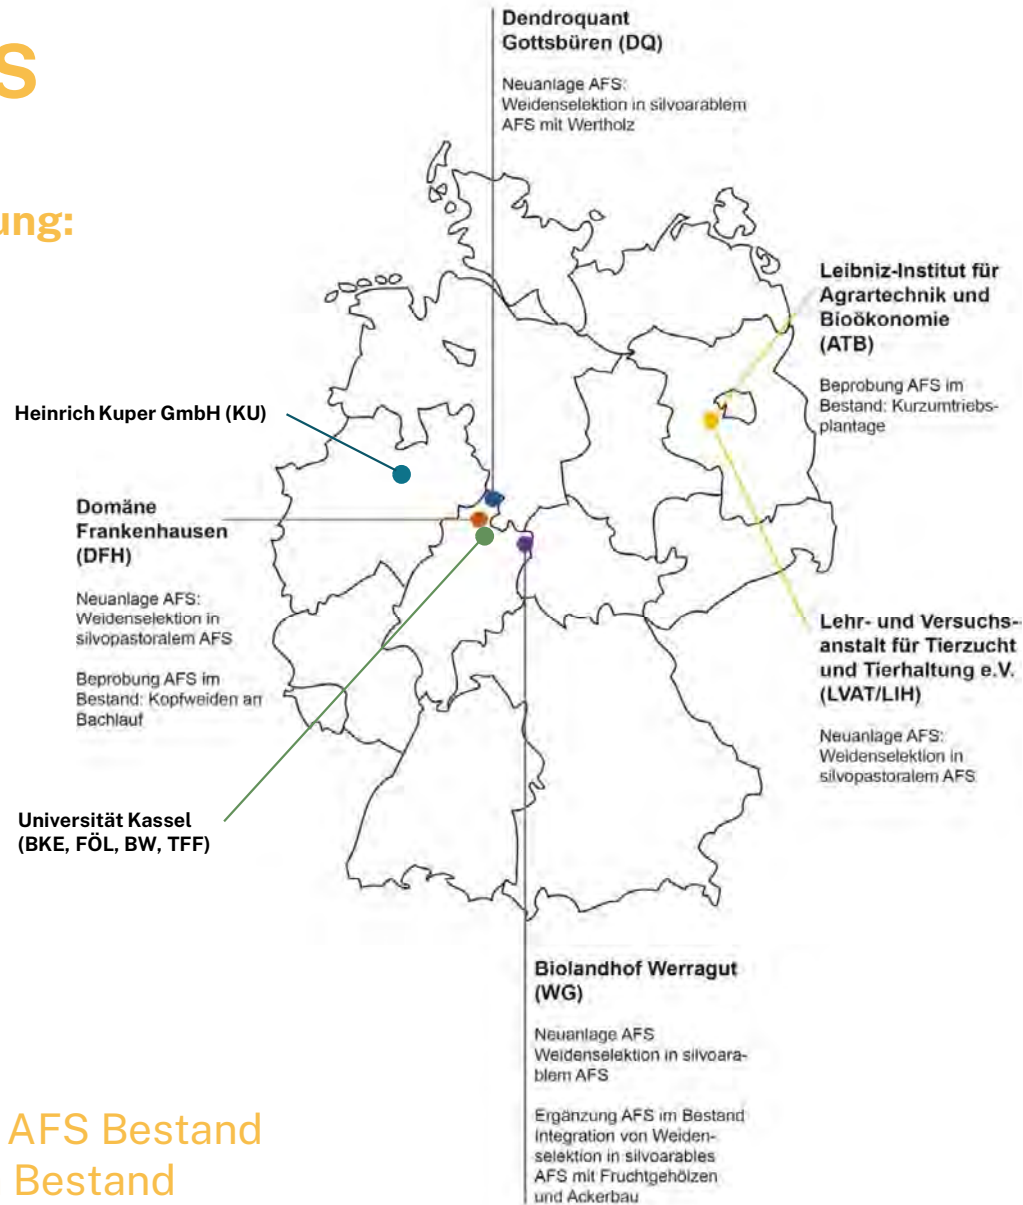 S
ung:
Dendroquant
Gottsbüren (DQ)
Neuanlage AFS:
Weidenselektion in silvoarablem
AFS mit Wertholz
Leibniz-Institut für
Agrartechnik und
Bioökonomie
(ATB)
Beprobung AFS im
Bestand: Kurzumtriebs-
plantage
Heinrich Kuper GmbH (KU)
Domäne
Frankenhausen
(DFH)
Neuanlage AFS:
Weidenselektion in
silvopastoralem AFS
Beprobung AFS im
Bestand: Kopfweiden an
Bachlauf
Lehr- und Versuchs-
anstalt für Tierzucht
und Tierhaltung e.V.
(LVAT/LIH)
Neuanlage AFS:
Weidenselektion in
silvopastoralem AFS
Universität Kassel
(BKE, FÖL, BW, TFF)
Biolandhof Werragut
(WG)
Neuanlage AFS
Weidenselektion in silvoara-
blem AFS
Ergänzung AFS im Bestand
Integration von Weiden-
selektion in silvoarables
AFS mit Fruchtgehölzen
und Ackerbau
AFS Bestand
Bestand